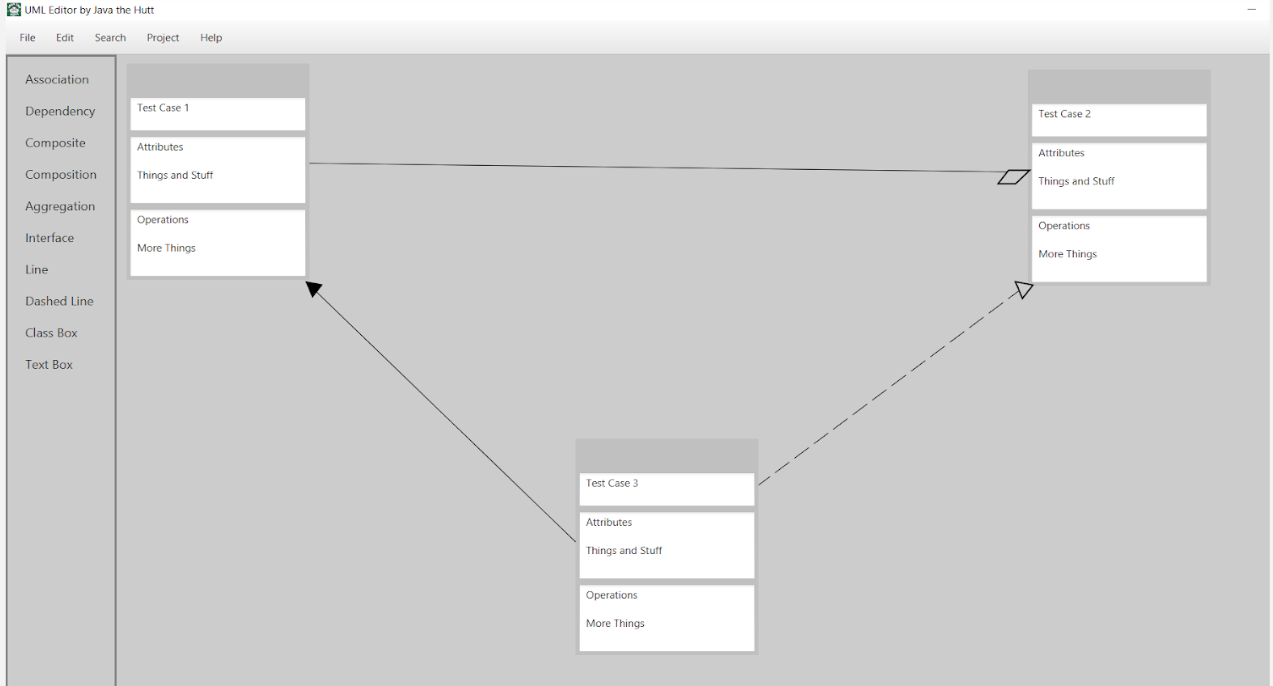 UML Editor by Java the Hutt
File Edit Search Project Help
Association
Dependency
Composite
Composition
Aggregation
Interface
Line
Dashed Line
Class Box
Text Box
Test Case 1
Attributes
Things and Stuff
Operations
More Things
Test Case 2
Attributes
Things and Stuff
Operations
More Things
Test Case 3
Attributes
Things and Stuff
Operations
More Things